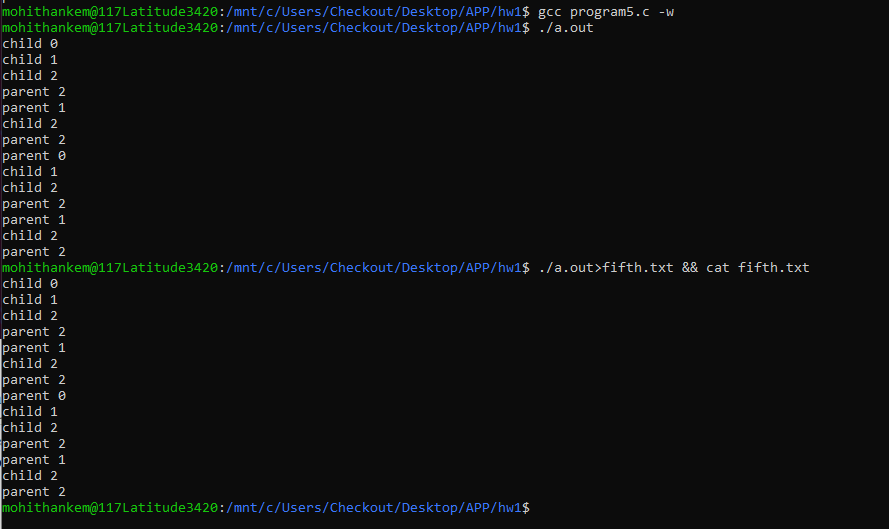 mohithankem@117Latitude3420:/mnt/c/Users/Checkout/Desktop/APP/hw1$ gcc program5.c -w
mohithankem@117Latitude3420:/mnt/c/Users/Checkout/Desktop/APP/hw1$ ./a.out
child 0
child 1
child 2
parent 2
parent 1
child 2
parent 2
parent 0
child 1
child 2
parent 2
parent 1
child 2
parent 2
mohithankem@117Latitude3420:/mnt/c/Users/Checkout/Desktop/APP/hw1$ ./a.out>fifth.txt && cat fifth.txt
child 0
child 1
child 2
parent 2
parent 1
child 2
parent 2
parent 0
child 1
child 2
parent 2
parent 1
child 2
parent 2
mohithankem@117Latitude3420:/mnt/c/Users/Checkout/Desktop/APP/hw1$